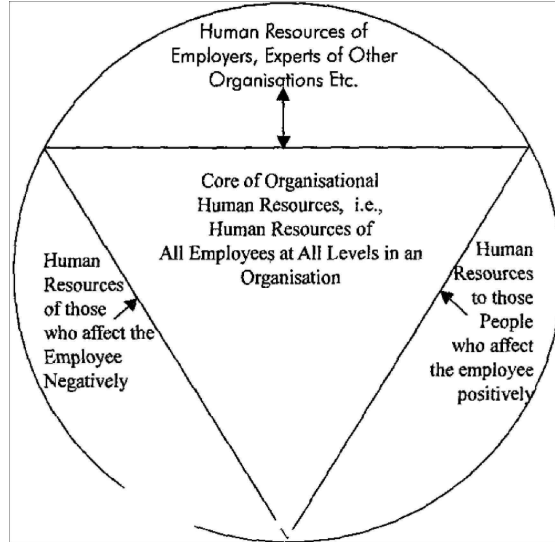 Human Resources of
Employers, Experts of Other
Organisations Etc.
Core of Organisational
Human Resources, i.e.,
Human Resources of
All Employees at All Levels in an
Organisation
Human
Resources
of those
who affect the
Employee
Negatively
Human
Resources
to those
People
who affect
the employee
positively